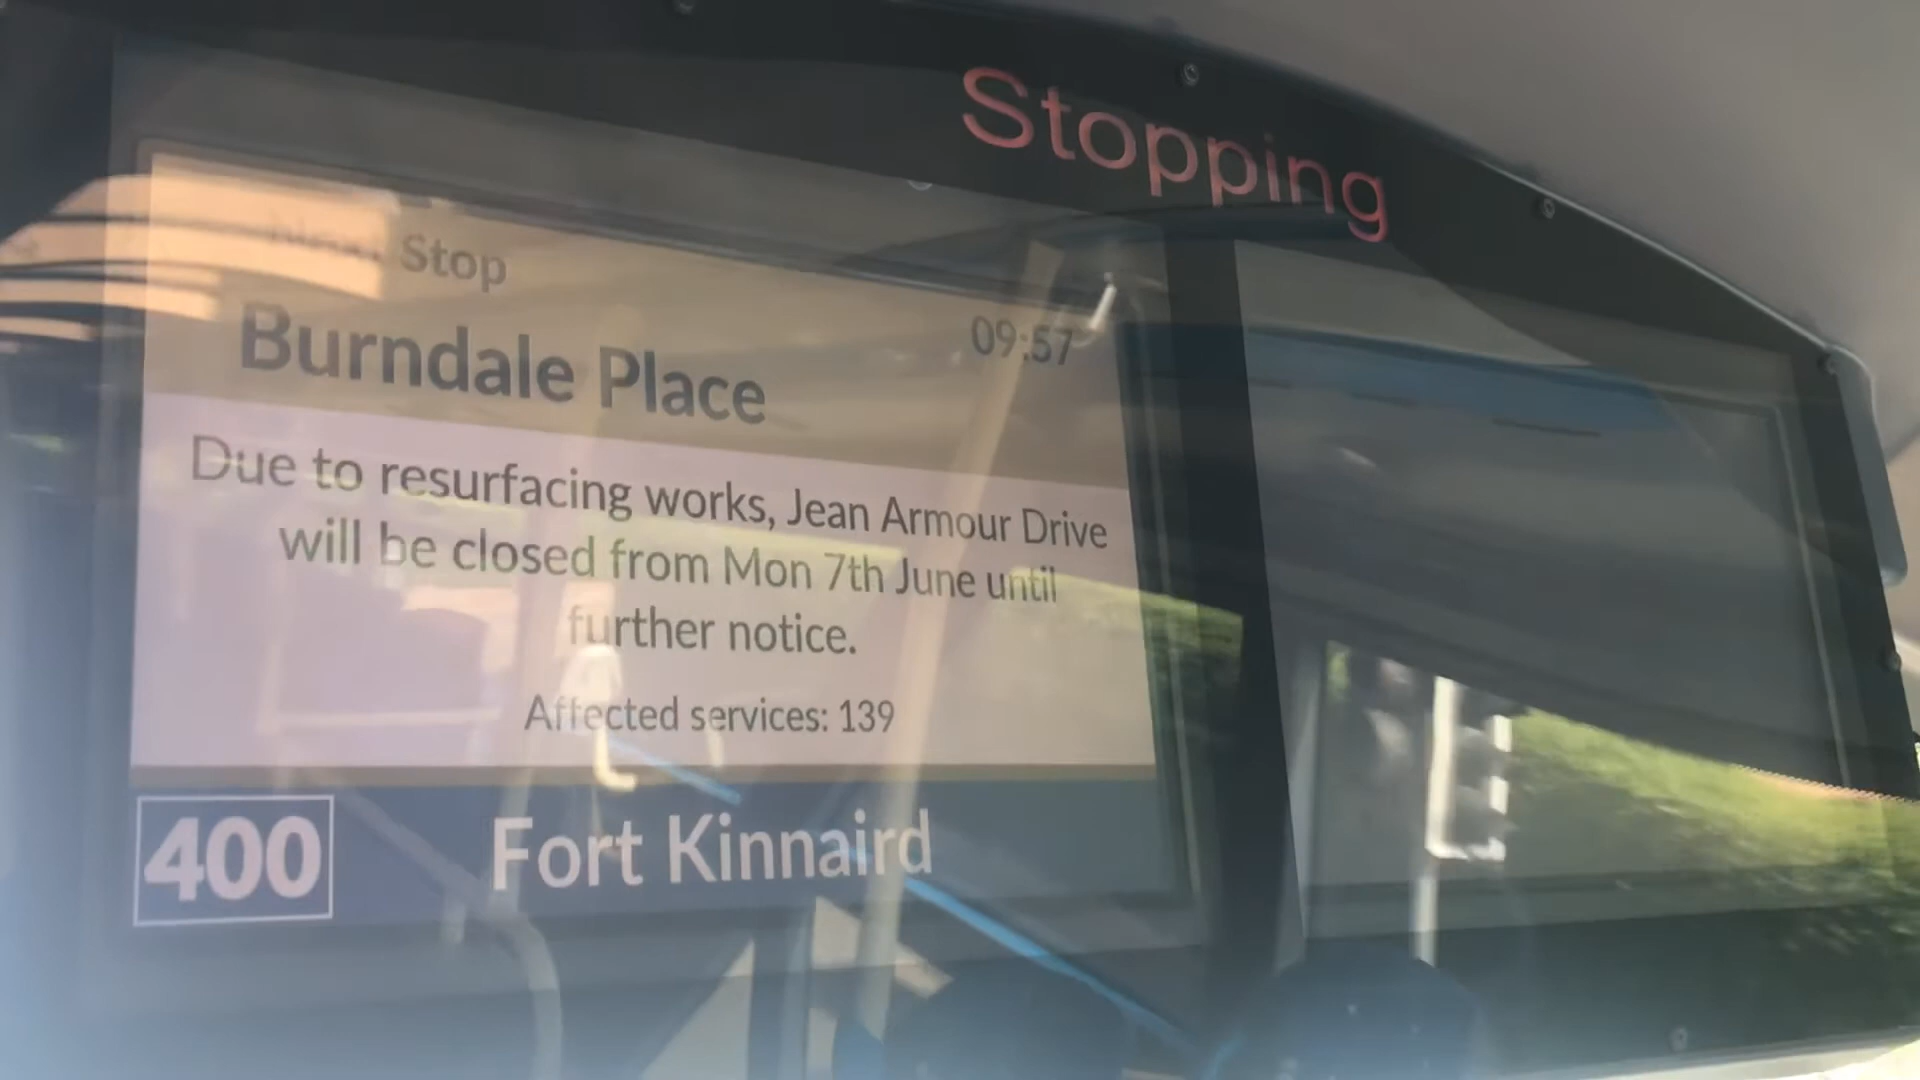 Stopping
Next Stop
Burndale Place
09:57
Due to resurfacing works, Jean Armour Drive
will be closed from Mon 7th June until
further notice.
Affected services: 139
400 Fort Kinnaird